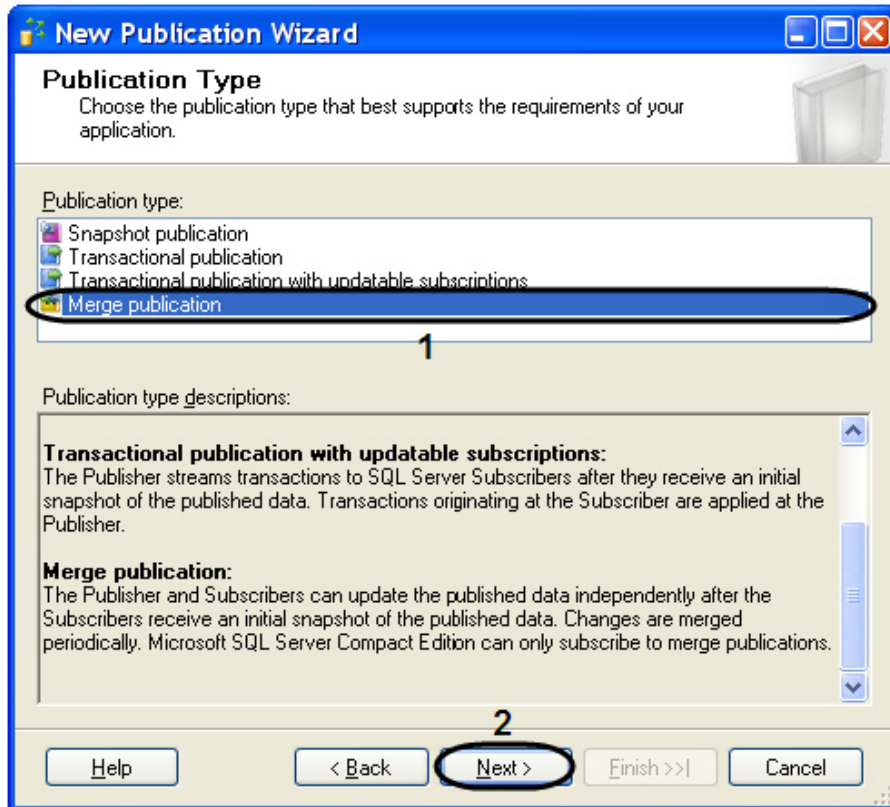 New Publication Wizard
Publication Type
Choose the publication type that best supports the requirements of your
application.
Publication type:
Snapshot publication
Transactional publication
Transactional publication with updatable subscriptions
Merge publication
1
Publication type descriptions:
Transactional publication with updatable subscriptions:
The Publisher streams transactions to SQL Server Subscribers after they receive an initial
snapshot of the published data. Transactions originating at the Subscriber are applied at the
Publisher.
Merge publication:
The Publisher and Subscribers can update the published data independently after the
Subscribers receive an initial snapshot of the published data. Changes are merged
periodically. Microsoft SQL Server Compact Edition can only subscribe to merge publications.
2
Help
< Back
Next >
Finish >>|
Cancel